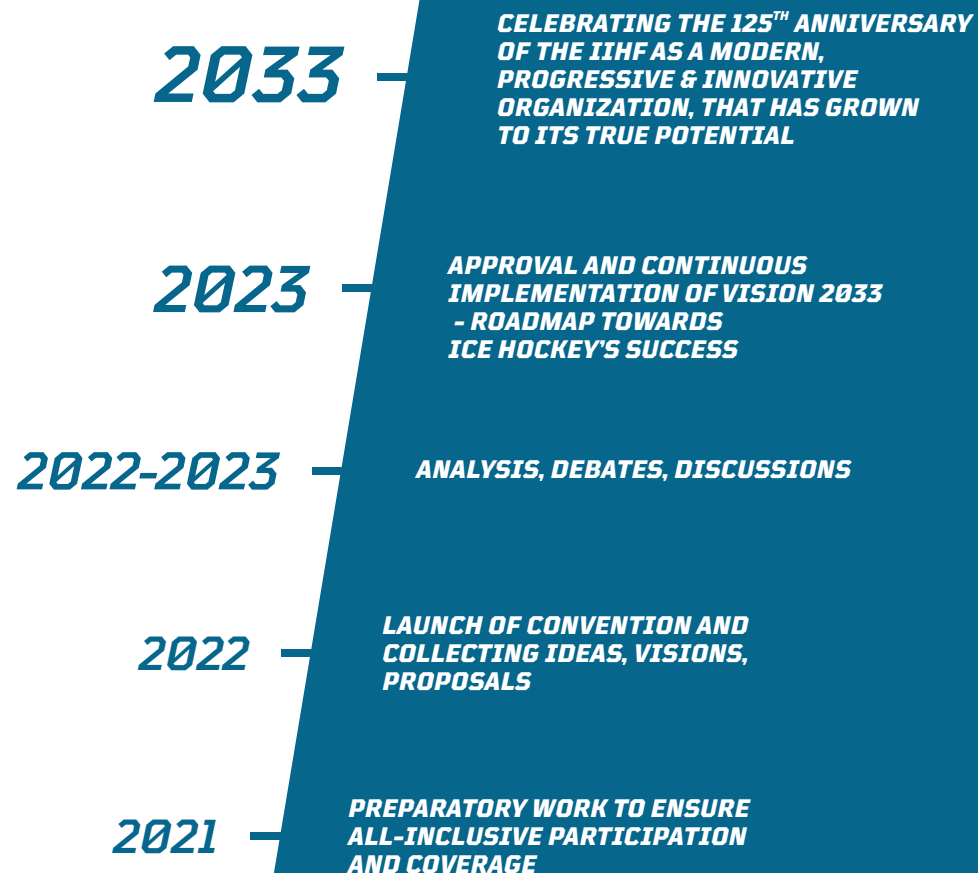 2033
CELEBRATING THE 125TH ANNIVERSARY
OF THE IIHF AS A MODERN,
PROGRESSIVE & INNOVATIVE
ORGANIZATION, THAT HAS GROWN
TO ITS TRUE POTENTIAL
2023
APPROVAL AND CONTINUOUS
IMPLEMENTATION OF VISION 2033
- ROADMAP TOWARDS
ICE HOCKEY'S SUCCESS
2022-2023
ANALYSIS, DEBATES, DISCUSSIONS
2022
LAUNCH OF CONVENTION AND
COLLECTING IDEAS, VISIONS,
PROPOSALS
2021
PREPARATORY WORK TO ENSURE
ALL-INCLUSIVE PARTICIPATION
AND COVERAGE